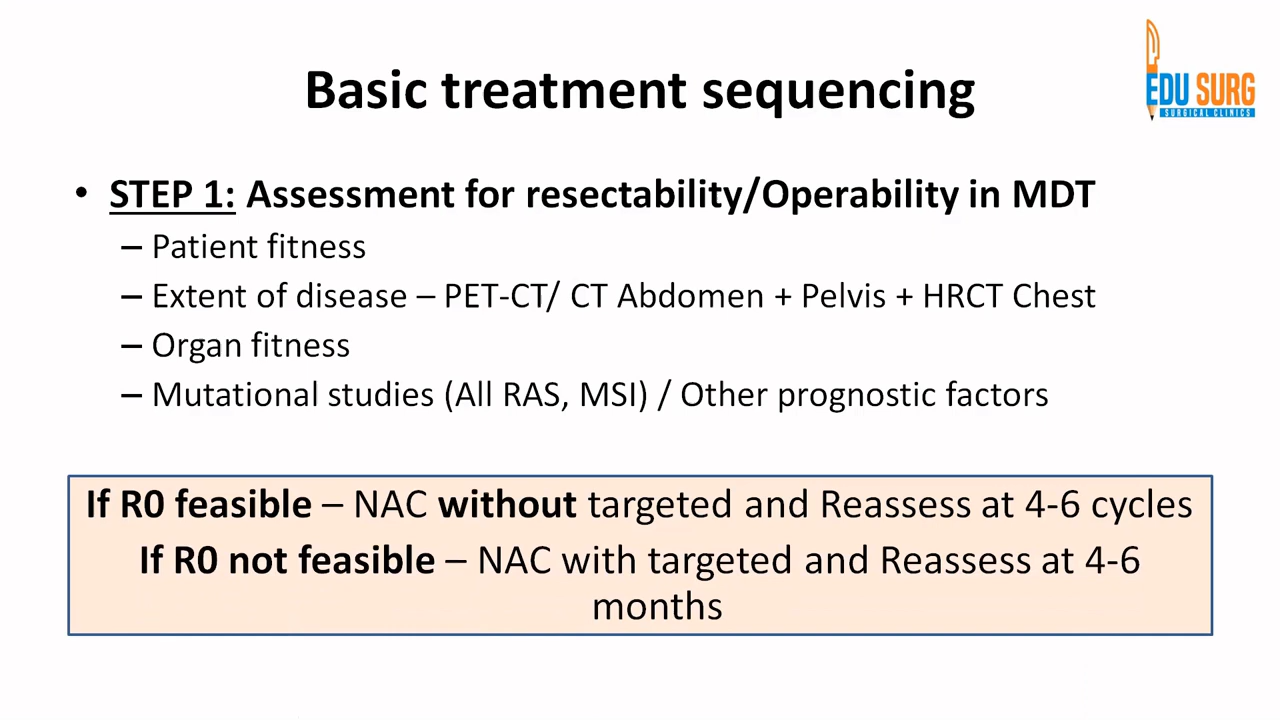 Basic treatment sequencing
EDU SURG
SURGICAL CLINICS
• STEP 1: Assessment for resectability/Operability in MDT
– Patient fitness
– Extent of disease – PET-CT/ CT Abdomen + Pelvis + HRCT Chest
– Organ fitness
– Mutational studies (All RAS, MSI) / Other prognostic factors
If R0 feasible – NAC without targeted and Reassess at 4-6 cycles
If R0 not feasible – NAC with targeted and Reassess at 4-6
months